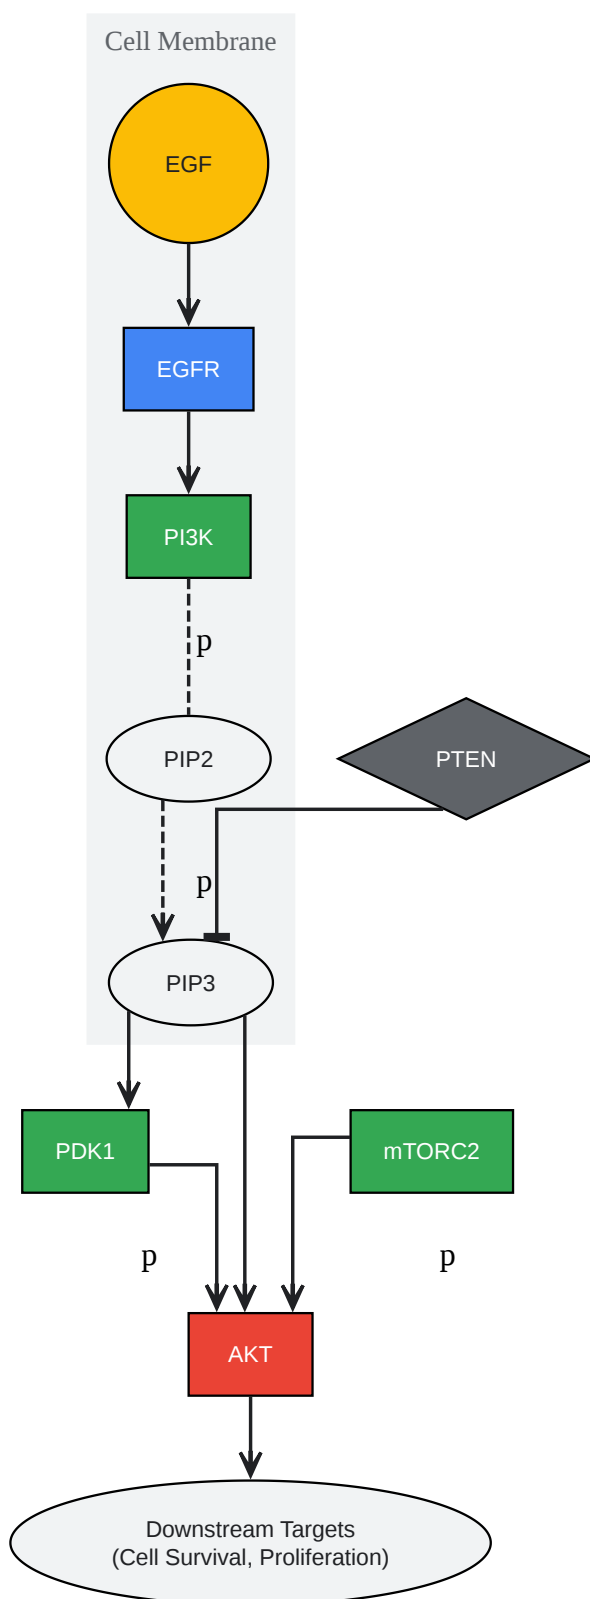 Cell Membrane
EGF
EGFR
PI3K
p
PIP2
PTEN
p
PIP3
PDK1
mTORC2
p
p
AKT
Downstream Targets
(Cell Survival, Proliferation)